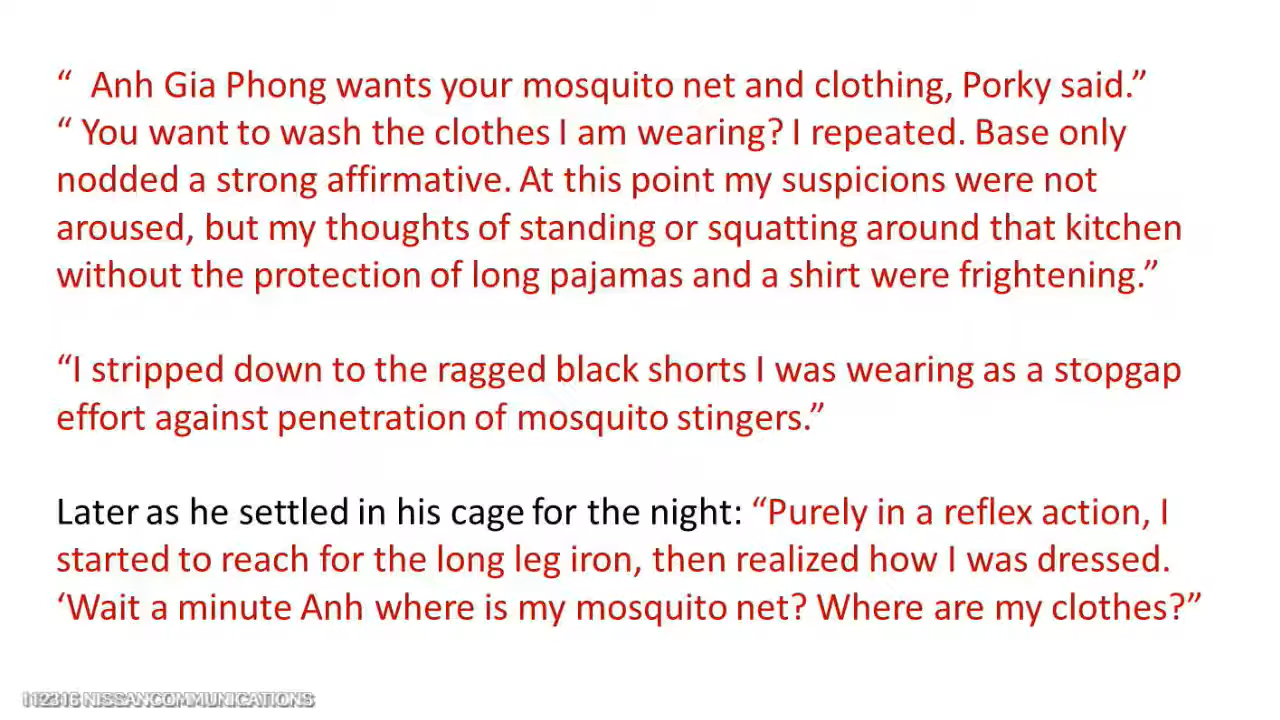 “  Anh Gia Phong wants your mosquito net and clothing, Porky said.”
“ You want to wash the clothes I am wearing? I repeated. Base only
nodded a strong affirmative. At this point my suspicions were not
aroused, but my thoughts of standing or squatting around that kitchen
without the protection of long pajamas and a shirt were frightening.”
“I stripped down to the ragged black shorts I was wearing as a stopgap
effort against penetration of mosquito stingers.”
Later as he settled in his cage for the night: “Purely in a reflex action, I
started to reach for the long leg iron, then realized how I was dressed.
‘Wait a minute Anh where is my mosquito net? Where are my clothes?”
112316 NISSANCOMMUNICATIONS